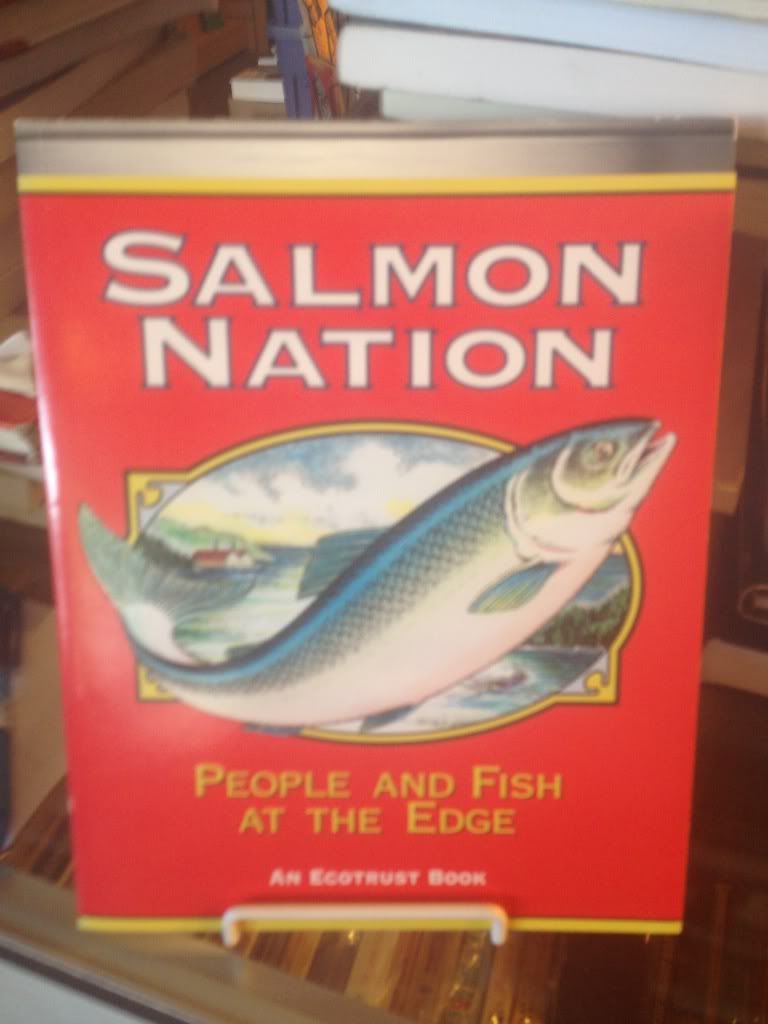 SALMON
NATION
PEOPLE AND FISH
AT THE EDGE
AN ECOTRUST BOOK